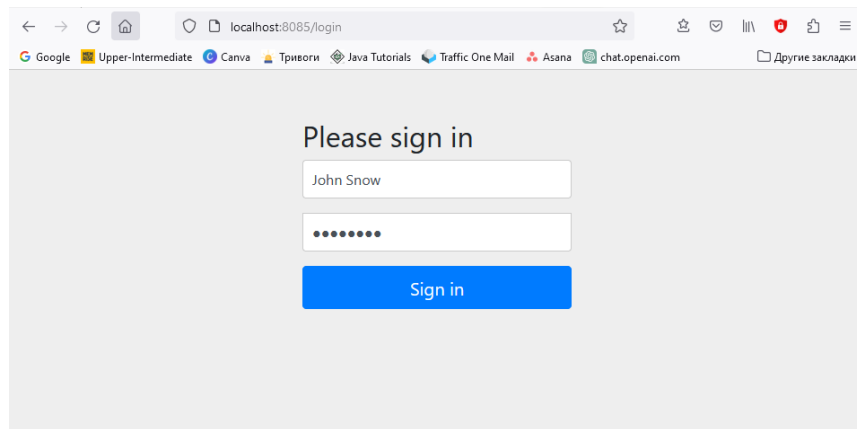 localhost:8085/login
Google Upper-Intermediate Canva Тривоги Java Tutorials Traffic One Mail Asana chat.openai.com Другие закладки
Please sign in
John Snow
●●●●●●●●
Sign in